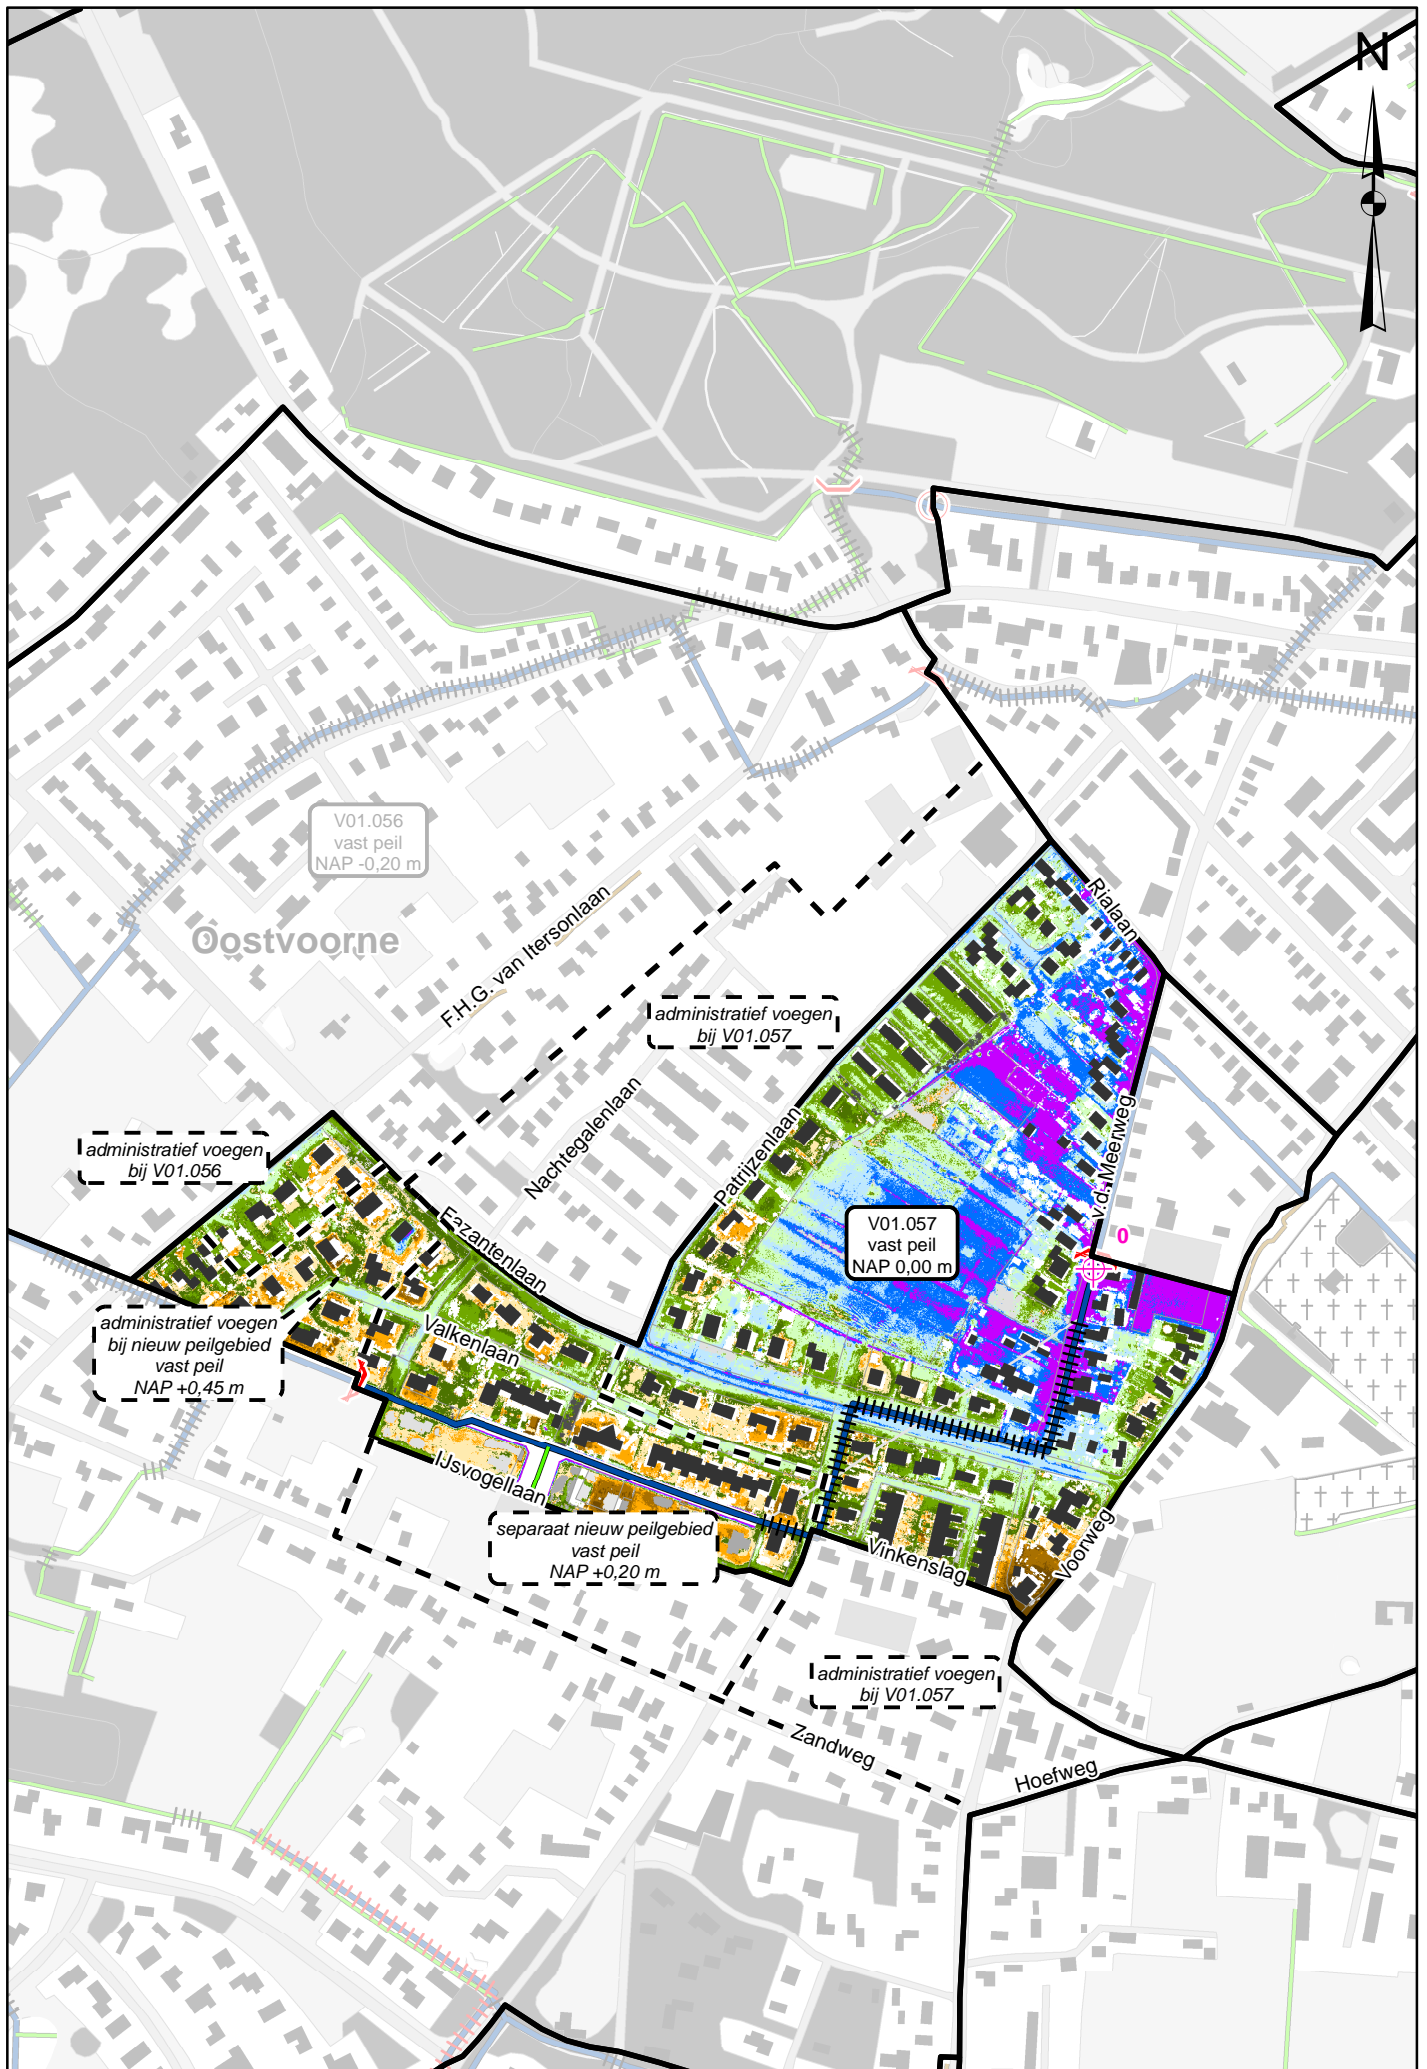 N
V01.056
vast peil
NAP -0,20 m
Oostvoorne
F.H.G. van Itersonlaan
Rialaan
administratief voegen
bij V01.057
Nachtegalenlaan
Patrijzenlaan
v.d. Meerweg
administratief voegen
bij V01.056
Fazantenlaan
V01.057
vast peil
NAP 0,00 m
0
administratief voegen
bij nieuw peilgebied
vast peil
NAP +0,45 m
Valkenlaan
IJsvogellaan
separaat nieuw peilgebied
vast peil
NAP +0,20 m
Vinkenslag
Voorweg
administratief voegen
bij V01.057
Zandweg
Hoefweg